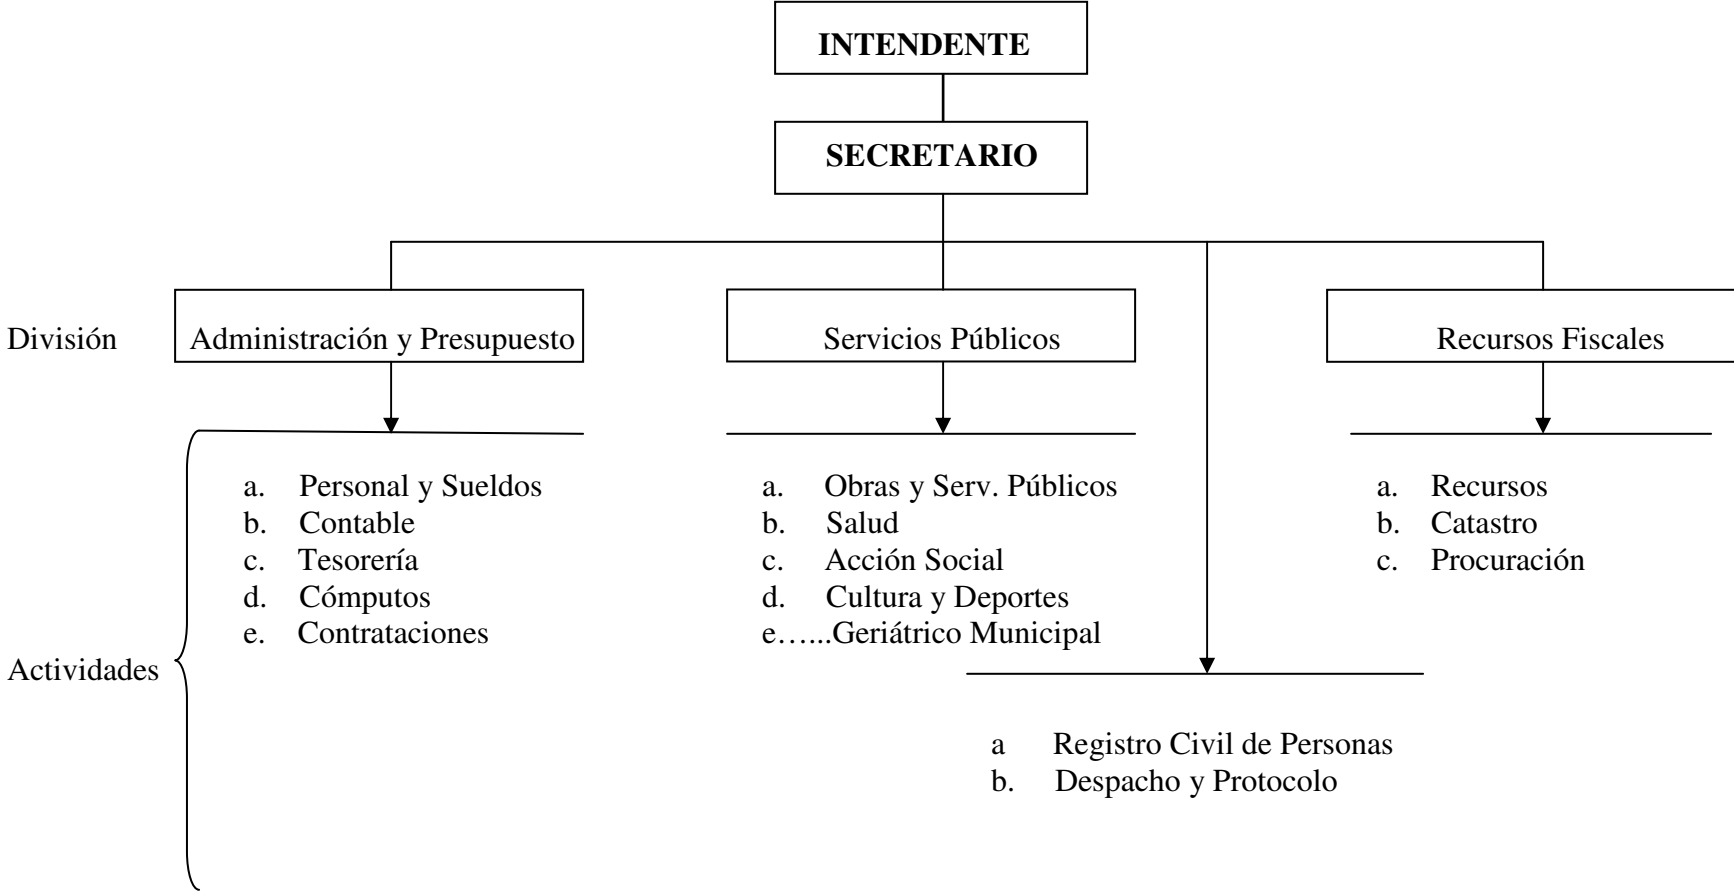 INTENDENTE
SECRETARIO
División
Administración y Presupuesto
Servicios Públicos
Recursos Fiscales
Actividades
a. Personal y Sueldos
b. Contable
c. Tesorería
d. Cómputos
e. Contrataciones
a. Obras y Serv. Públicos
b. Salud
c. Acción Social
d. Cultura y Deportes
e…...Geriátrico Municipal
a. Recursos
b. Catastro
c. Procuración
a Registro Civil de Personas
b. Despacho y Protocolo